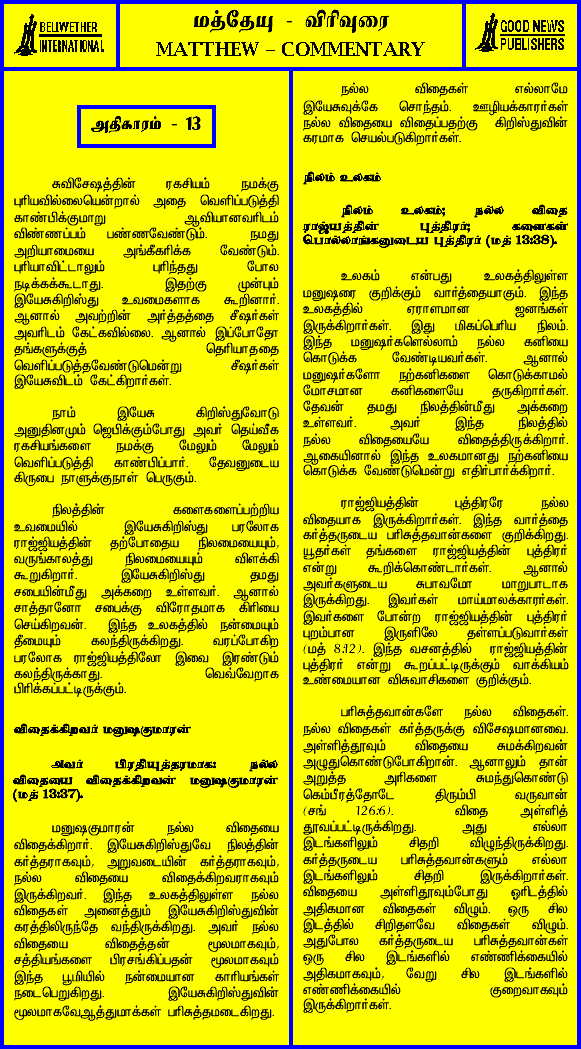 BELIWETHER
INTERNATIONAL
மத்தேயு - விரிவுரை
MATTHEW – COMMENTARY
GOOD NEWS
PUBLISHERS
அதிகாரம் - 13
சுவிசேஷத்தின் ரகசியம் நமக்கு
புரியவில்லையென்றால் அதை வெளிப்படுத்தி
காண்பிக்குமாறு ஆவியானவரிடம்
விண்ணப்பம் பண்ணவேண்டும். நமது
அறியாமையை அங்கீகரிக்க வேண்டும்.
புரியாவிட்டாலும் புரிந்தது போல
நடிக்கக்கூடாது. இதற்கு முன்பும்
இயேசுகிறிஸ்து உவமைகளாக கூறினார்.
ஆனால் அவற்றின் அர்த்தத்தை சீஷர்கள்
அவரிடம் கேட்கவில்லை. ஆனால் இப்போதோ
தங்களுக்குத் தெரியாததை
வெளிப்படுத்தவேண்டுமென்று சீஷர்கள்
இயேசுவிடம் கேட்கிறார்கள்.
நாம் இயேசு கிறிஸ்துவோடு
அனுதினமும் ஜெபிக்கும்போது அவர் தெய்வீக
ரகசியங்களை நமக்கு மேலும் மேலும்
வெளிப்படுத்தி காண்பிப்பார். தேவனுடைய
கிருபை நாளுக்குநாள் பெருகும்.
நிலத்தின் களைகளைப்பற்றிய
உவமையில் இயேசுகிறிஸ்து பரலோக
ராஜ்ஜியத்தின் தற்போதைய நிலமையையும்,
வருங்காலத்து நிலமையையும் விளக்கி
கூறுகிறார். இயேசுகிறிஸ்து தமது
சபையின்மீது அக்கறை உள்ளவர். ஆனால்
சாத்தானோ சபைக்கு விரோதமாக கிரியை
செய்கிறவன். இந்த உலகத்தில் நன்மையும்
தீமையும் கலந்திருக்கிறது. வரப்போகிற
பரலோக ராஜ்ஜியத்திலோ இவை இரண்டும்
கலந்திருக்காது. வெவ்வேறாக
பிரிக்கப்பட்டிருக்கும்.
விதைக்கிறவர் மனுஷகுமாரன்
அவர் பிரதியுத்தரமாக: நல்ல
விதையை விதைக்கிறவன் மனுஷகுமாரன்
(மத் 13:37).
மனுஷகுமாரன் நல்ல விதையை
விதைக்கிறார். இயேசுகிறிஸ்துவே நிலத்தின்
கர்த்தராகவும், அறுவடையின் கர்த்தராகவும்,
நல்ல விதையை விதைக்கிறவராகவும்
இருக்கிறவர். இந்த உலகத்திலுள்ள நல்ல
விதைகள் அனைத்தும் இயேசுகிறிஸ்துவின்
கரத்திலிருந்தே வந்திருக்கிறது. அவர் நல்ல
விதையை விதைத்தன் மூலமாகவும்,
சத்தியங்களை பிரசங்கிப்பதன் மூலமாகவும்
இந்த பூமியில் நன்மையான காரியங்கள்
நடைபெறுகிறது. இயேசுகிறிஸ்துவின்
மூலமாகவேஆத்துமாக்கள் பரிசுத்தமடைகிறது.
நல்ல விதைகள் எல்லாமே
இயேசுவுக்கே சொந்தம். ஊழியக்காரர்கள்
நல்ல விதையை விதைப்பதற்கு கிறிஸ்துவின்
கரமாக செயல்படுகிறார்கள்.
நிலம் உலகம்
நிலம் உலகம்; நல்ல விதை
ராஜ்யத்தின் புத்திரர்; களைகள்
பொல்லாங்கனுடைய புத்திரர் (மத் 13:38).
உலகம் என்பது உலகத்திலுள்ள
மனுஷரை குறிக்கும் வார்த்தையாகும். இந்த
உலகத்தில் ஏராளமான ஜனங்கள்
இருக்கிறார்கள். இது மிகப்பெரிய நிலம்.
இந்த மனுஷர்களெல்லாம் நல்ல கனியை
கொடுக்க வேண்டியவர்கள். ஆனால்
மனுஷர்களோ நற்கனிகளை கொடுக்காமல்
மோசமான கனிகளையே தருகிறார்கள்.
தேவன் தமது நிலத்தின்மீது அக்கறை
உள்ளவர். அவர் இந்த நிலத்தில்
நல்ல விதையையே விதைத்திருக்கிறார்.
ஆகையினால் இந்த உலகமானது நற்கனியை
கொடுக்க வேண்டுமென்று எதிர்பார்க்கிறார்.
ராஜ்ஜியத்தின் புத்திரரே நல்ல
விதையாக இருக்கிறார்கள். இந்த வார்த்தை
கர்த்தருடைய பரிசுத்தவான்களை குறிக்கிறது.
யூதர்கள் தங்களை ராஜ்ஜியத்தின் புத்திரர்
என்று கூறிக்கொண்டார்கள். ஆனால்
அவர்களுடைய சுபாவமோ மாறுபாடாக
இருக்கிறது. இவர்கள் மாய்மாலக்காரர்கள்.
இவர்களை போன்ற ராஜ்ஜியத்தின் புத்திரர்
புறம்பான இருளிலே தள்ளப்படுவார்கள்
(மத் 8:12). இந்த வசனத்தில் ராஜ்ஜியத்தின்
புத்திரர் என்று கூறப்பட்டிருக்கும் வாக்கியம்
உண்மையான விசுவாசிகளை குறிக்கும்.
பரிசுத்தவான்களே நல்ல விதைகள்.
நல்ல விதைகள் கர்த்தருக்கு விசேஷமானவை.
அள்ளித்தூவும் விதையை சுமக்கிறவன்
அழுதுகொண்டுபோகிறான். ஆனாலும் தான்
அறுத்த அரிகளை சுமந்துகொண்டு
கெம்பீரத்தோடே திரும்பி வருவான்
(சங் 126:6). விதை அள்ளித்
தூவப்பட்டிருக்கிறது. அது எல்லா
இடங்களிலும் சிதறி விழுந்திருக்கிறது.
கர்த்தருடைய பரிசுத்தவான்களும் எல்லா
இடங்களிலும் சிதறி இருக்கிறார்கள்.
விதையை அள்ளிதூவும்போது ஓரிடத்தில்
அதிகமான விதைகள் விழும். ஒரு சில
இடத்தில் சிறிதளவே விதைகள் விழும்.
அதுபோல கர்த்தருடைய பரிசுத்தவான்கள்
ஒரு சில இடங்களில் எண்ணிக்கையில்
அதிகமாகவும், வேறு சில இடங்களில்
எண்ணிக்கையில் குறைவாகவும்
இருக்கிறார்கள்.